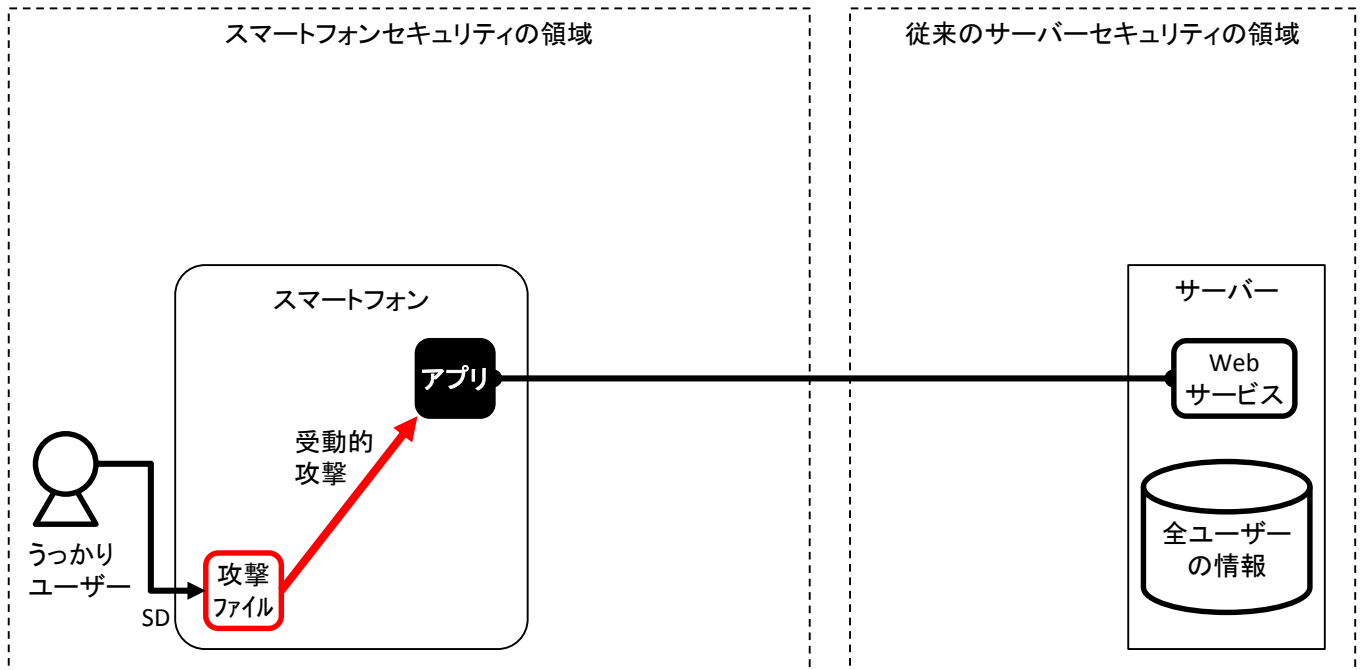 スマートフォンセキュリティの領域
従来のサーバーセキュリティの領域
スマートフォン
サーバー
アプリ
Web
サービス
受動的
攻撃
うっかり
ユーザー
SD
攻撃
ファイル
全ユーザー
の情報